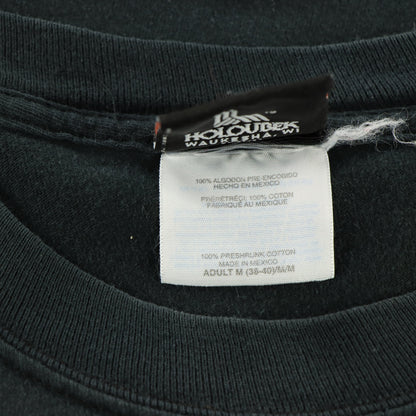 HOLOUBEK
WAUKESHA, WI
100% ALGODON PRE-ENCOGIDO
HECHO EN MEXICO
PRÉRÉTRÉCI, 100% COTON
FABRIQUÉ AU MEXIQUE
100% PRESHRUNK COTTON
MADE IN MEXICO
ADULT M (38-40)/M/M